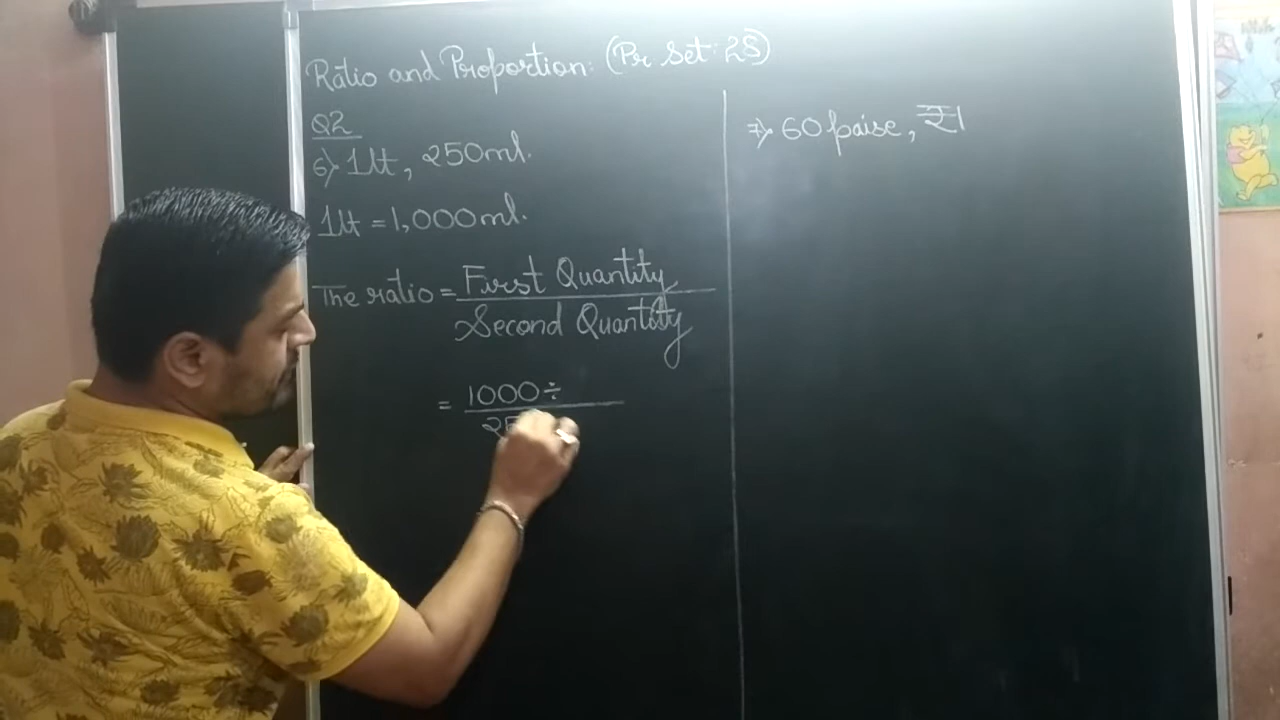 Ratio and Proportion: (Pr Set: 28)
Q2
6) 1lt, 250ml.
1lt = 1,000ml.
The ratio = First Quantity
Second Quantity
= 1000 ÷
7) 60 paise, ₹1